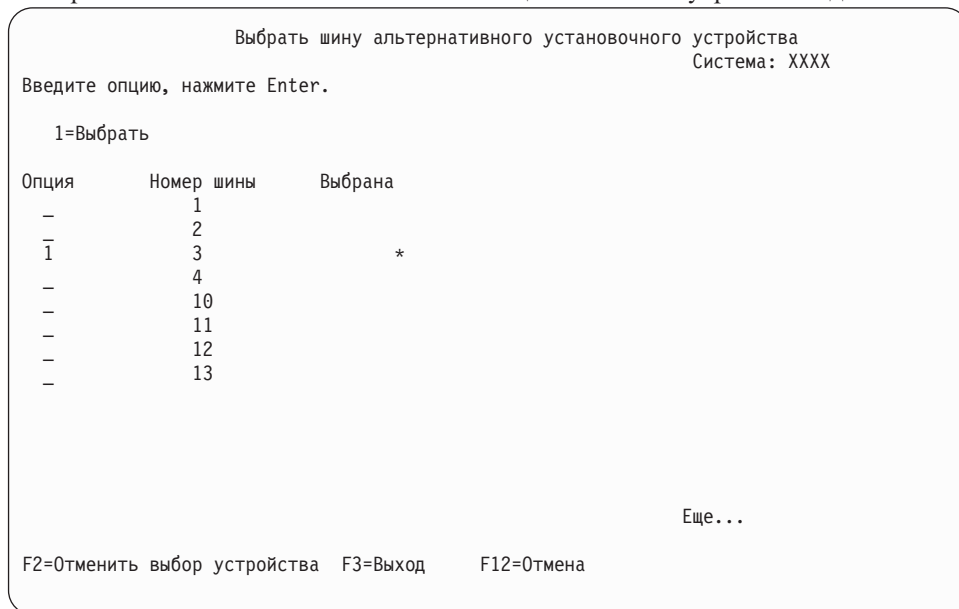 Выбрать шину альтернативного установочного устройства
Система: XXXX
Введите опцию, нажмите Enter.
1=Выбрать
Опция Номер шины Выбрана
_ 1
_ 2
1 3 *
_ 4
_ 10
_ 11
_ 12
_ 13
Еще...
F2=Отменить выбор устройства F3=Выход F12=Отмена